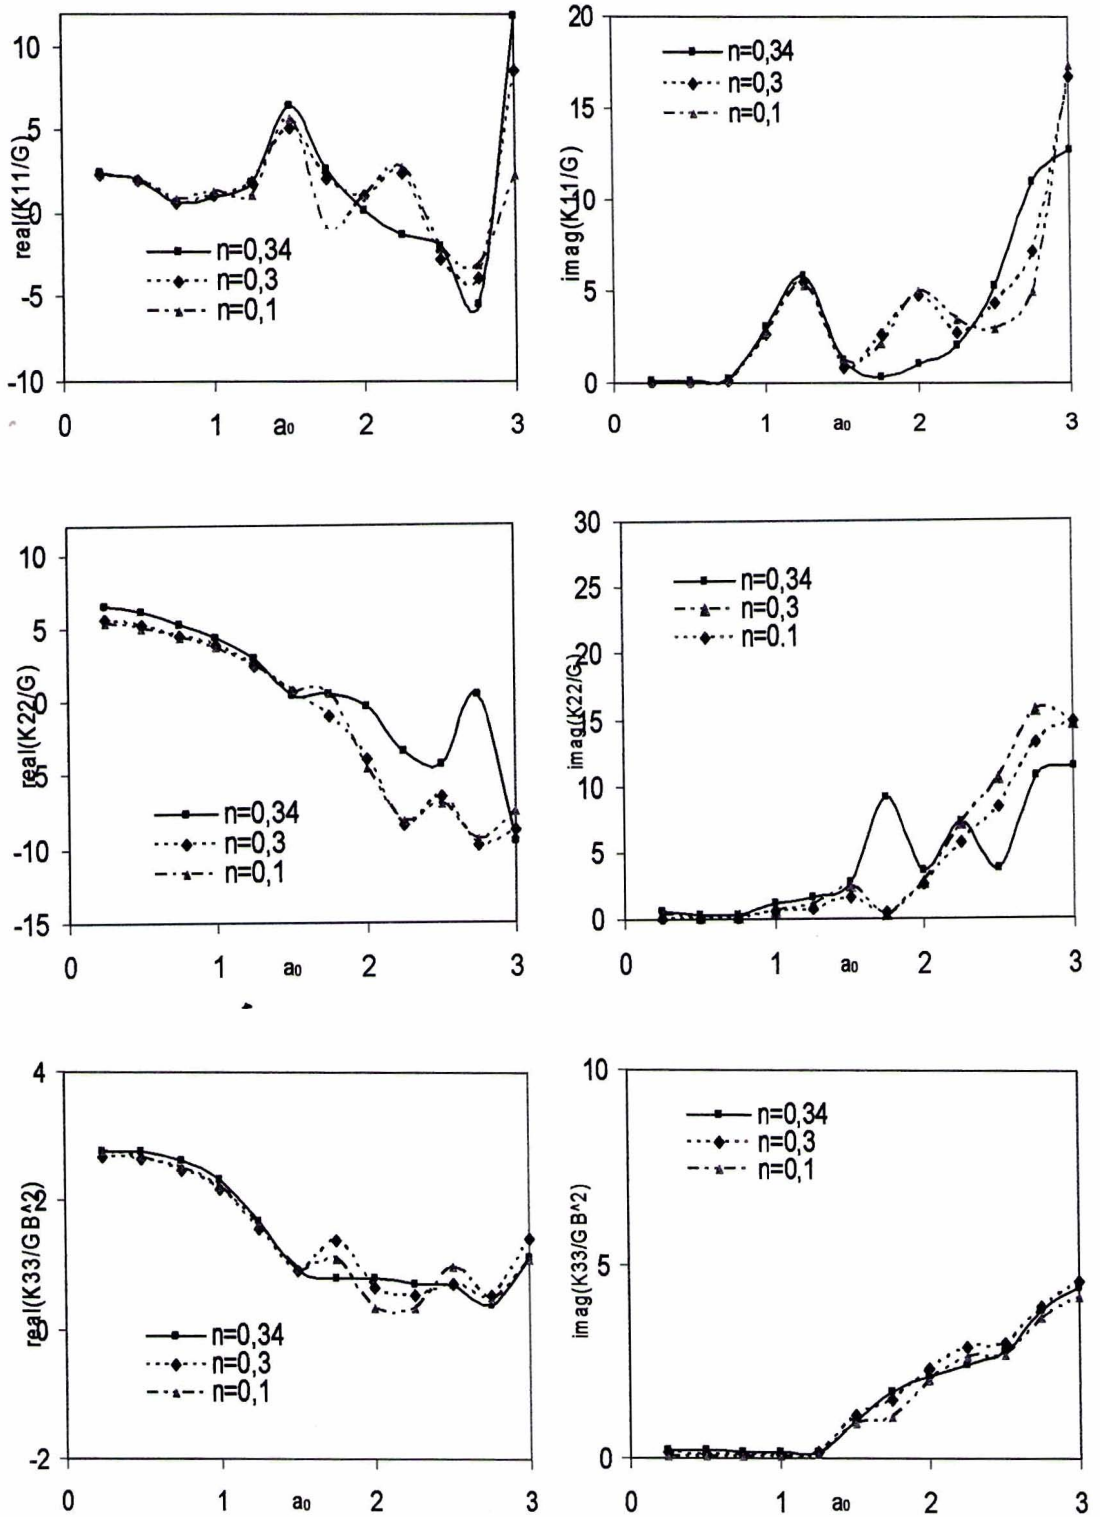 10
5
0
-5
-10
real(K11/G)
n=0,34
n=0,3
n=0,1
0
1
a₀
2
3
20
15
10
5
0
imag(K11/G)
n=0,34
n=0,3
n=0,1
0
1
a₀
2
3
10
5
0
-5
-10
-15
real(K22/G)
n=0,34
n=0,3
n=0,1
0
1
a₀
2
3
30
25
20
15
10
5
0
imag(K22/G)
n=0,34
n=0,3
n=0.1
0
1
a₀
2
3
4
2
0
-2
real(K33/GB^2)
n=0,34
n=0,3
n=0,1
0
1
a₀
2
3
10
5
0
imag(K33/GB^2)
n=0,34
n=0,3
n=0,1
0
1
a₀
2
3